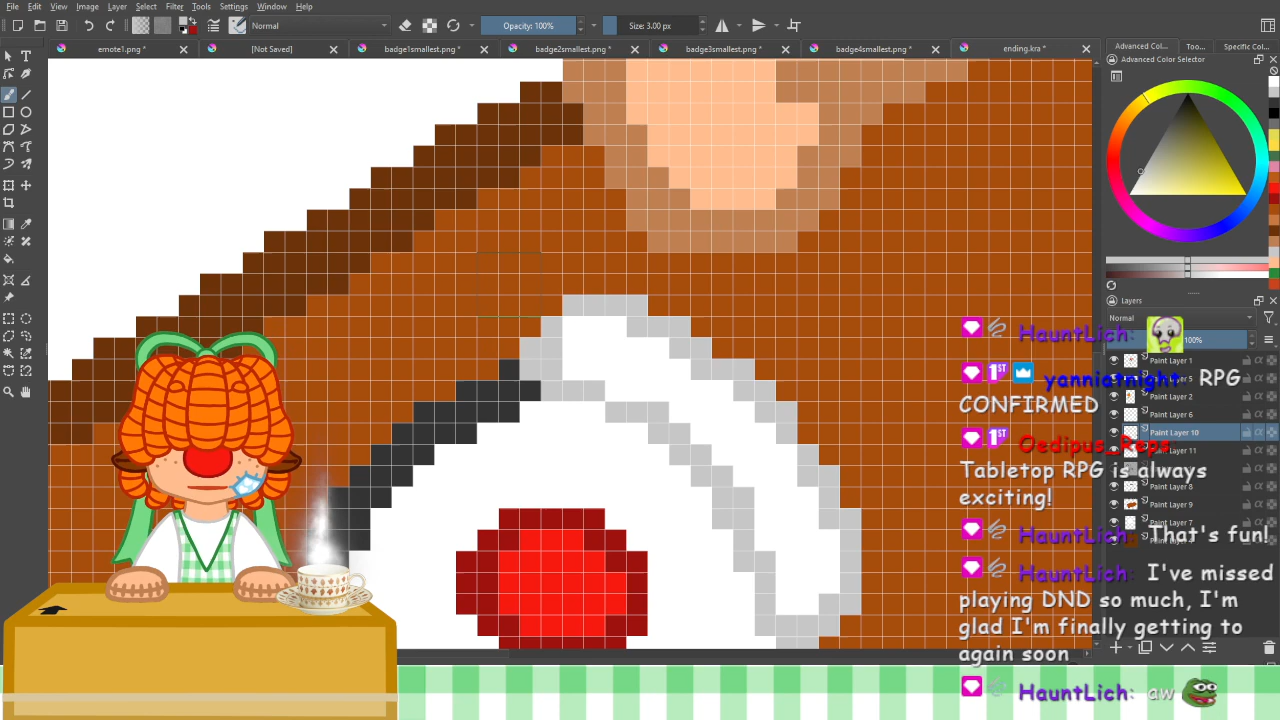 File Edit View Image Layer Select Filter Tools Settings Window Help
Normal Opacity: 100% Size: 3.00 px
emote1.png * [Not Saved] badge1smallest.png * badge2smallest.png * badge3smallest.png * badge4smallest.png * ending.kra *
Advanced Col... Too... Specific Col...
Advanced Color Selector
Layers
Normal
100%
Paint Layer 1
Paint Layer 2
Paint Layer 6
Paint Layer 10
Paint Layer 8
Paint Layer 9
Paint Layer 7
HauntLich:
1ST yanniatnight: RPG
CONFIRMED
1ST Oedipus_Reps:
Tabletop RPG is always
exciting!
HauntLich: That's fun!
HauntLich: I've missed
playing DND so much, I'm
glad I'm finally getting to
again soon
HauntLich: aw